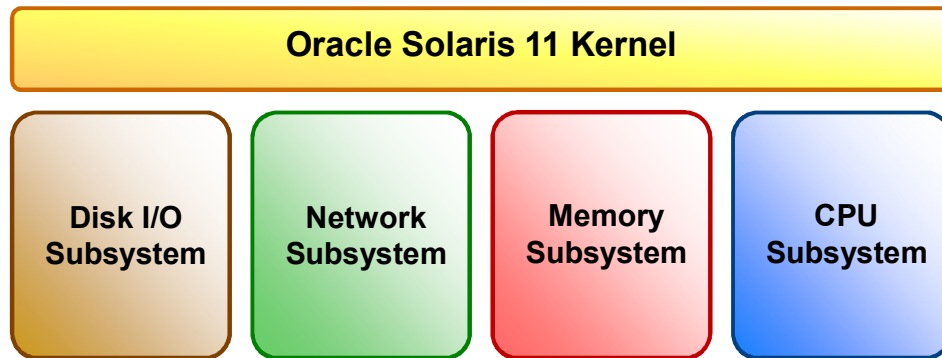 Oracle Solaris 11 Kernel
Disk I/O
Subsystem
Network
Subsystem
Memory
Subsystem
CPU
Subsystem